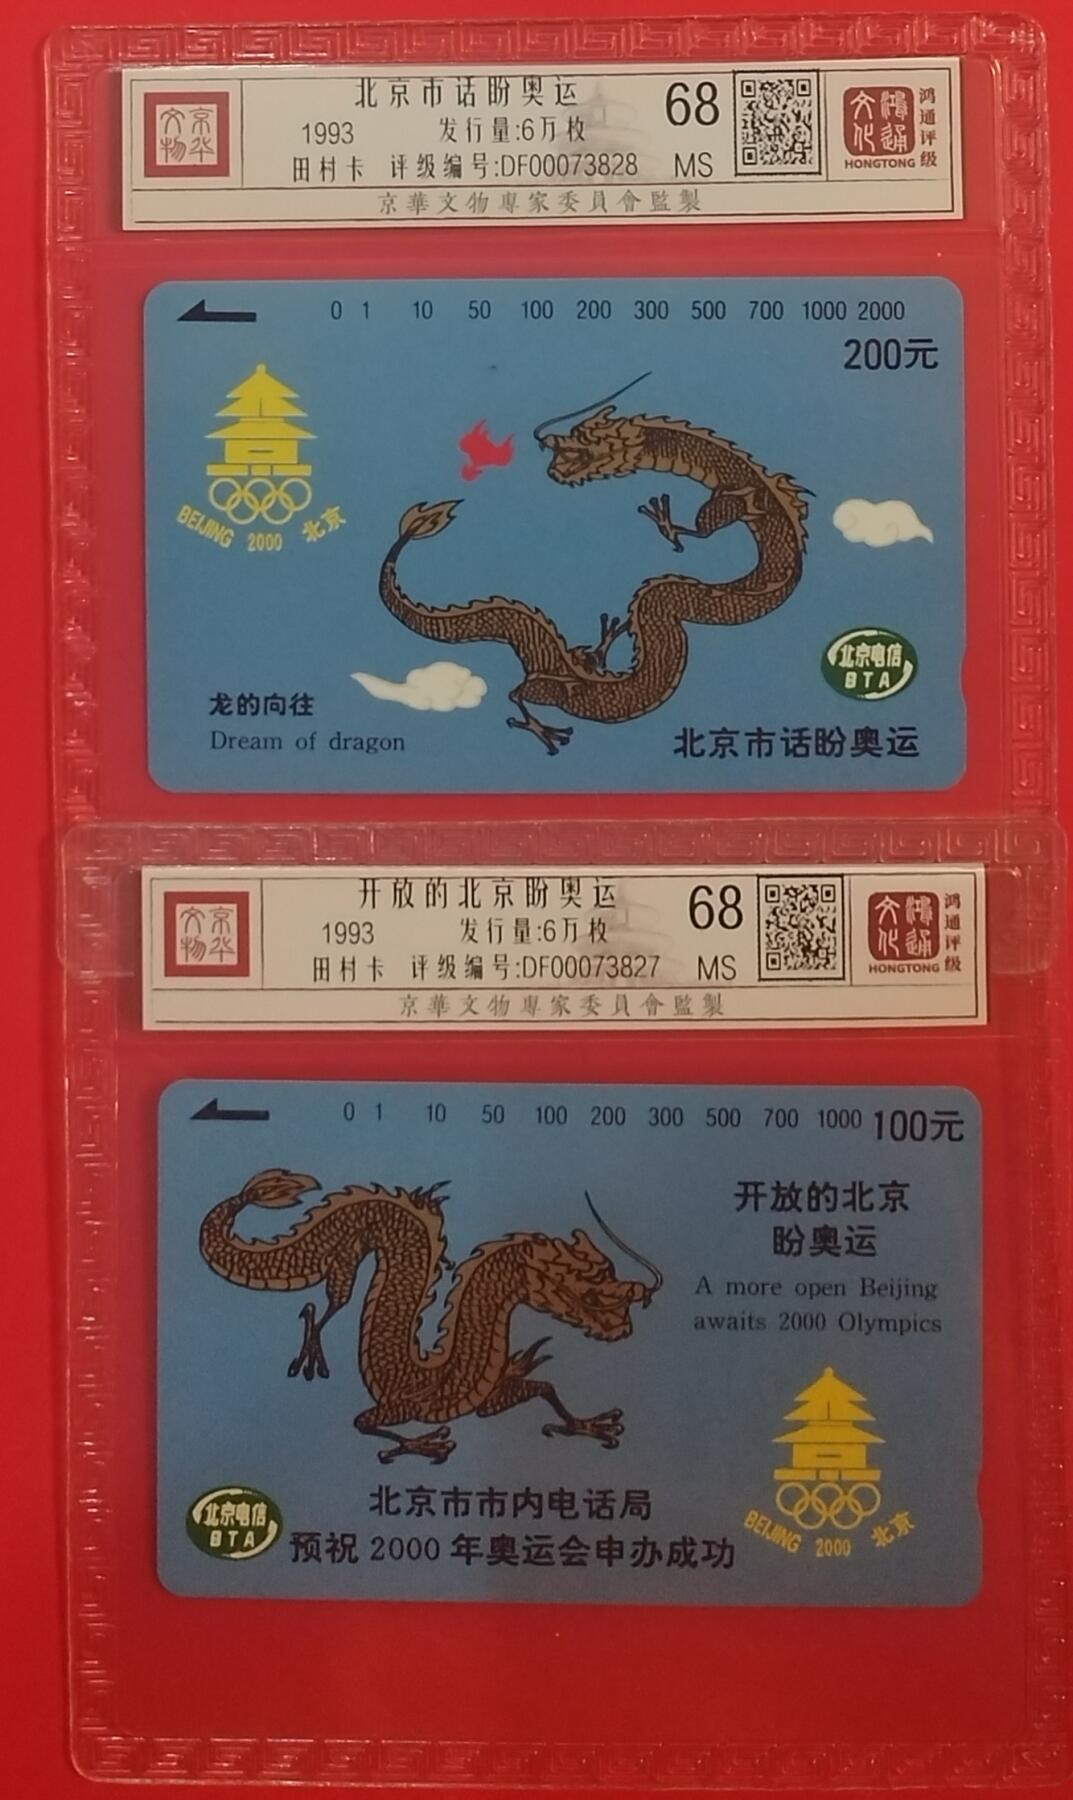 北京市话盼奥运
1993 发行量:6万枚
田村卡 评级编号:DF00073828
68
MS
京华文物
鸿通文化
HONGTONG
鸿通评级
京華文物專家委員會監製
0 1 10 50 100 200 300 500 700 1000 2000
200元
BEIJING 2000 北京
北京电信
BTA
龙的向往
Dream of dragon
北京市话盼奥运
开放的北京盼奥运
1993 发行量:6万枚
田村卡 评级编号:DF00073827
68
MS
京华文物
鸿通文化
HONGTONG
鸿通评级
京華文物專家委員會監製
0 1 10 50 100 200 300 500 700 1000 100元
开放的北京
盼奥运
A more open Beijing
awaits 2000 Olympics
BEIJING 2000 北京
北京电信
BTA
北京市市内电话局
预祝 2000 年奥运会申办成功